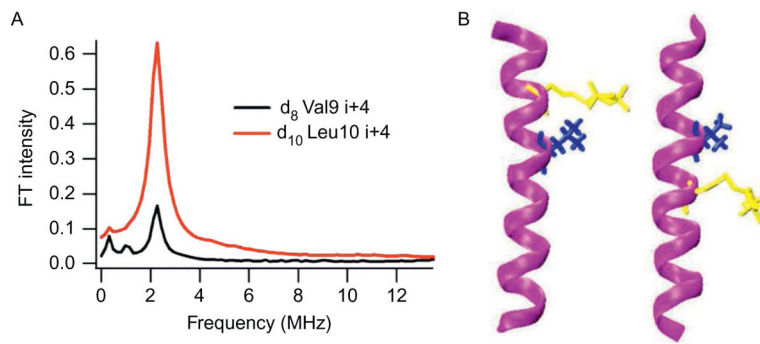 A
B
FT intensity
0.6
0.5
0.4
0.3
0.2
0.1
0.0
d₈ Val9 i+4
d₁₀ Leu10 i+4
0 2 4 6 8 10 12
Frequency (MHz)